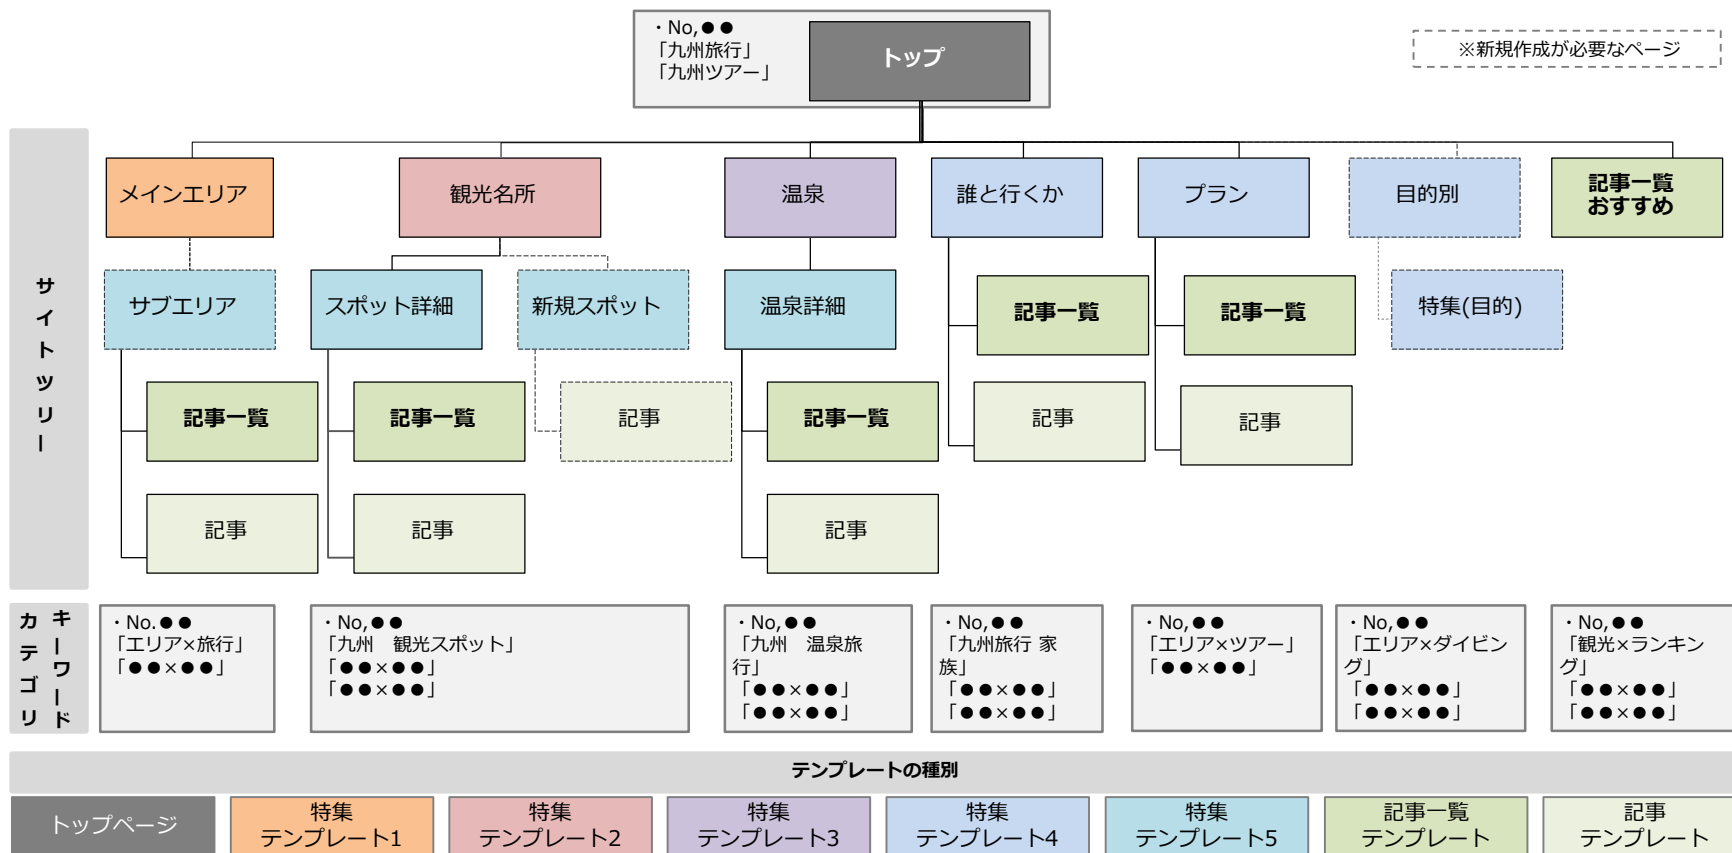 ・No,●●
「九州旅行」
「九州ツアー」
トップ
※新規作成が必要なページ
サイトツリー
メインエリア
観光名所
温泉
誰と行くか
プラン
目的別
記事一覧
おすすめ
サブエリア
スポット詳細
新規スポット
温泉詳細
記事一覧
記事一覧
特集(目的)
記事一覧
記事一覧
記事
記事一覧
記事
記事
記事
記事
記事
キーワード
カテゴリ
・No.●●
「エリア×旅行」
「●●×●●」
・No,●●
「九州　観光スポット」
「●●×●●」
「●●×●●」
・No,●●
「九州　温泉旅
行」
「●●×●●」
「●●×●●」
・No,●●
「九州旅行 家
族」
「●●×●●」
「●●×●●」
・No,●●
「エリア×ツアー」
「●●×●●」
・No,●●
「エリア×ダイビン
グ」
「●●×●●」
「●●×●●」
・No,●●
「観光×ランキン
グ」
「●●×●●」
「●●×●●」
テンプレートの種別
トップページ
特集
テンプレート1
特集
テンプレート2
特集
テンプレート3
特集
テンプレート4
特集
テンプレート5
記事一覧
テンプレート
記事
テンプレート